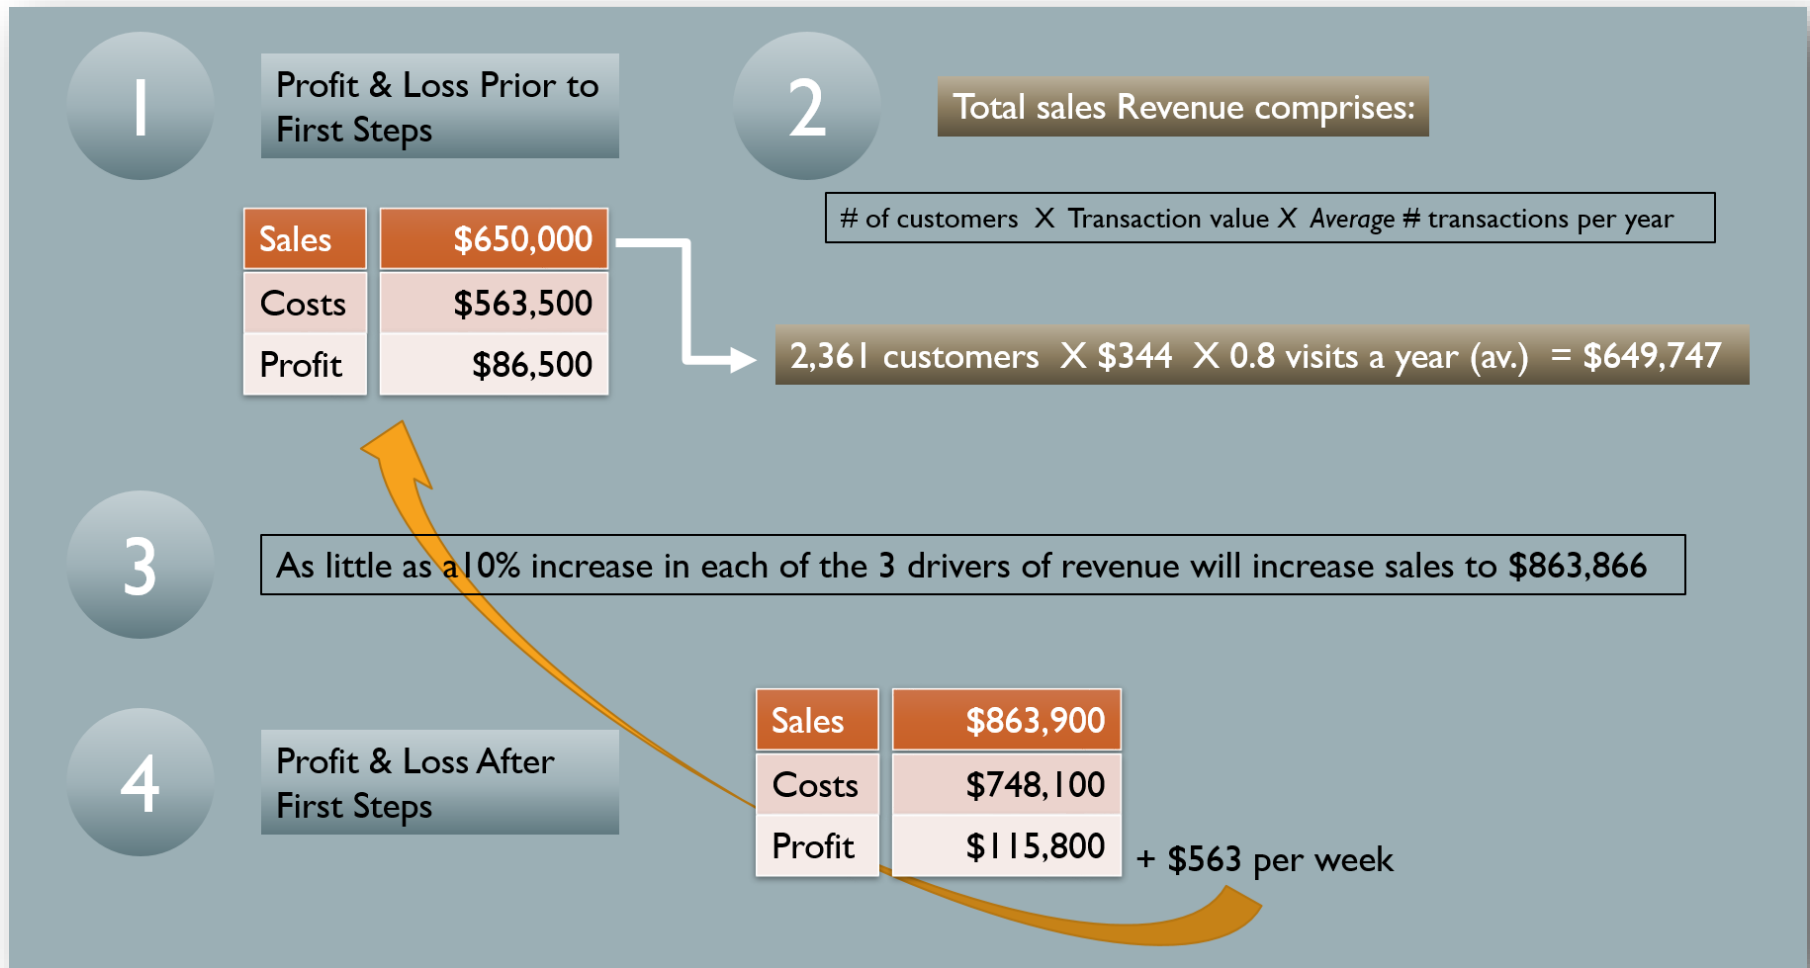 1
Profit & Loss Prior to
First Steps
2
Total sales Revenue comprises:
# of customers X Transaction value X Average # transactions per year
Sales $650,000
Costs $563,500
Profit $86,500
2,361 customers X $344 X 0.8 visits a year (av.) = $649,747
3
As little as a10% increase in each of the 3 drivers of revenue will increase sales to $863,866
4
Profit & Loss After
First Steps
Sales $863,900
Costs $748,100
Profit $115,800
+ $563 per week